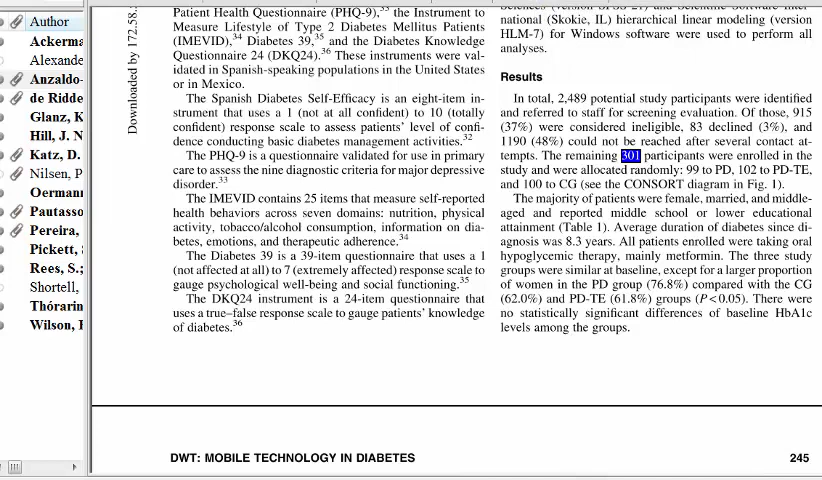 Author
Ackerma
Alexande
Anzaldo-
de Ridde
Glanz, K
Hill, J. N
Katz, D.
Nilsen, P
Oermann
Pautasso
Pereira,
Pickett,
Rees, S.;
Shortell,
Thórarin
Wilson, I
Downloaded by 172.58.
Patient Health Questionnaire (PHQ-9),33 the Instrument to
Measure Lifestyle of Type 2 Diabetes Mellitus Patients
(IMEVID),34 Diabetes 39,35 and the Diabetes Knowledge
Questionnaire 24 (DKQ24).36 These instruments were val-
idated in Spanish-speaking populations in the United States
or in Mexico.
The Spanish Diabetes Self-Efficacy is an eight-item in-
strument that uses a 1 (not at all confident) to 10 (totally
confident) response scale to assess patients' level of confi-
dence conducting basic diabetes management activities.32
The PHQ-9 is a questionnaire validated for use in primary
care to assess the nine diagnostic criteria for major depressive
disorder.33
The IMEVID contains 25 items that measure self-reported
health behaviors across seven domains: nutrition, physical
activity, tobacco/alcohol consumption, information on dia-
betes, emotions, and therapeutic adherence.34
The Diabetes 39 is a 39-item questionnaire that uses a 1
(not affected at all) to 7 (extremely affected) response scale to
gauge psychological well-being and social functioning.35
The DKQ24 instrument is a 24-item questionnaire that
uses a true–false response scale to gauge patients' knowledge
of diabetes.36
national (Skokie, IL) hierarchical linear modeling (version
HLM-7) for Windows software were used to perform all
analyses.
Results
In total, 2,489 potential study participants were identified
and referred to staff for screening evaluation. Of those, 915
(37%) were considered ineligible, 83 declined (3%), and
1190 (48%) could not be reached after several contact at-
tempts. The remaining 301 participants were enrolled in the
study and were allocated randomly: 99 to PD, 102 to PD-TE,
and 100 to CG (see the CONSORT diagram in Fig. 1).
The majority of patients were female, married, and middle-
aged and reported middle school or lower educational
attainment (Table 1). Average duration of diabetes since di-
agnosis was 8.3 years. All patients enrolled were taking oral
hypoglycemic therapy, mainly metformin. The three study
groups were similar at baseline, except for a larger proportion
of women in the PD group (76.8%) compared with the CG
(62.0%) and PD-TE (61.8%) groups (P<0.05). There were
no statistically significant differences of baseline HbA1c
levels among the groups.
DWT: MOBILE TECHNOLOGY IN DIABETES
245